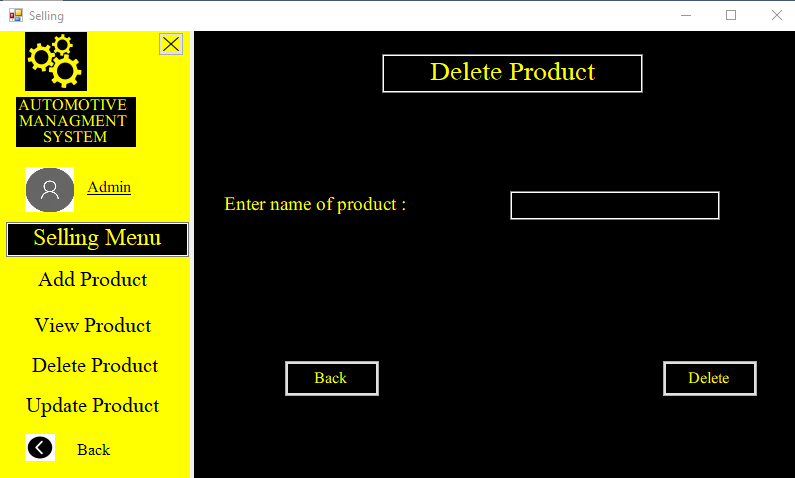 Selling
AUTOMOTIVE
MANAGMENT
SYSTEM
Admin
Selling Menu
Add Product
View Product
Delete Product
Update Product
Back
Delete Product
Enter name of product :
Back
Delete